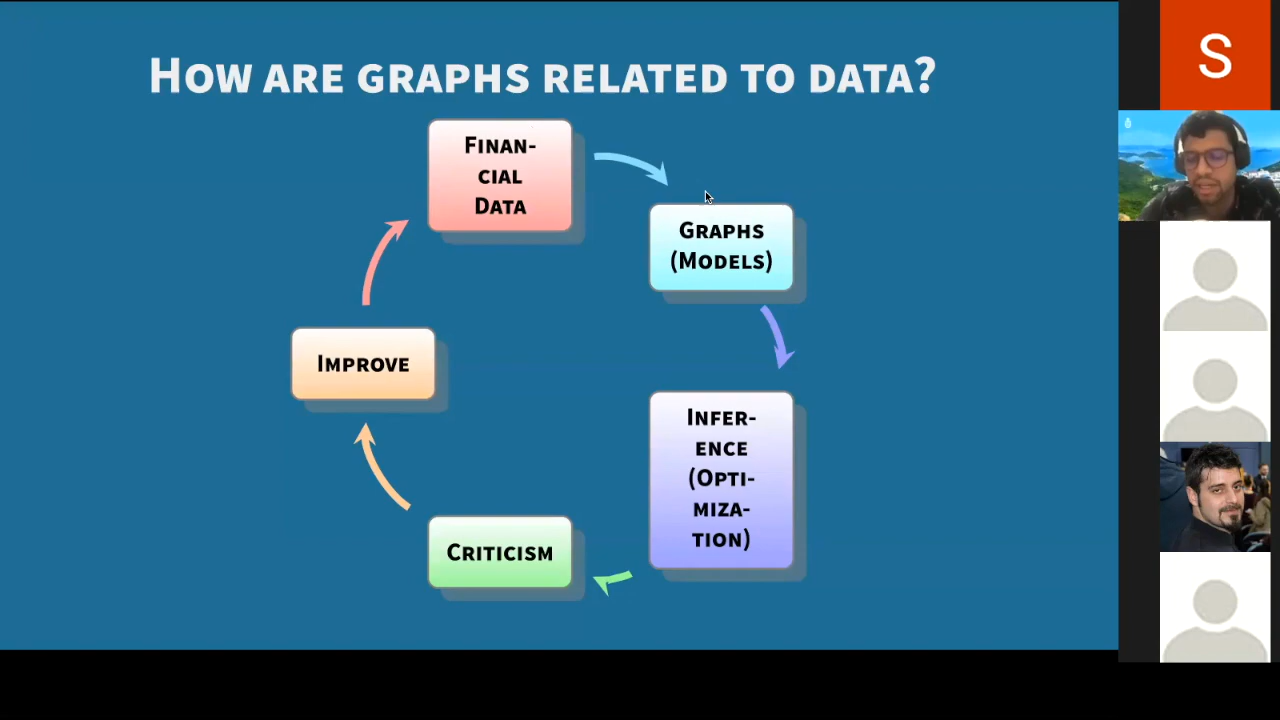 HOW ARE GRAPHS RELATED TO DATA?
FINAN-
CIAL
DATA
GRAPHS
(MODELS)
INFER-
ENCE
(OPTI-
MIZA-
TION)
CRITICISM
IMPROVE
S